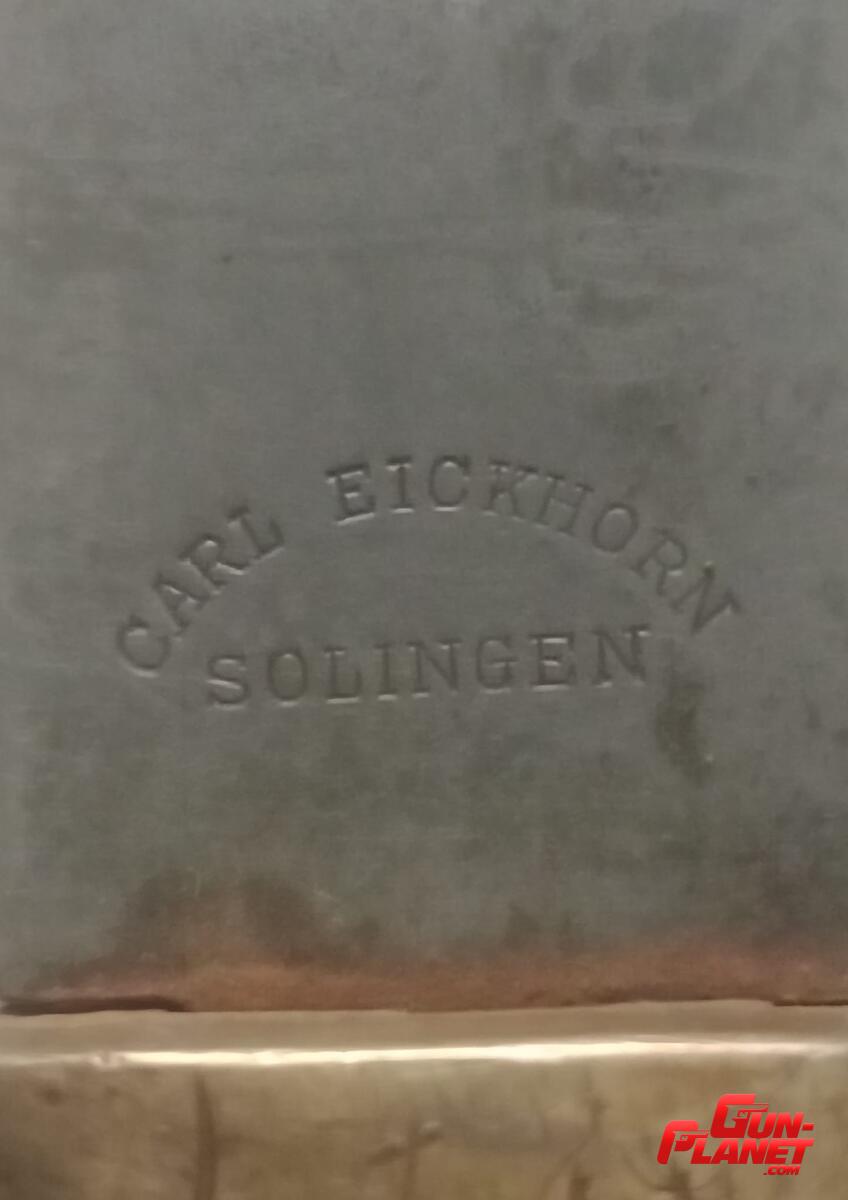 CARL EICKHORN
SOLINGEN
GUN-
PLANET
.COM